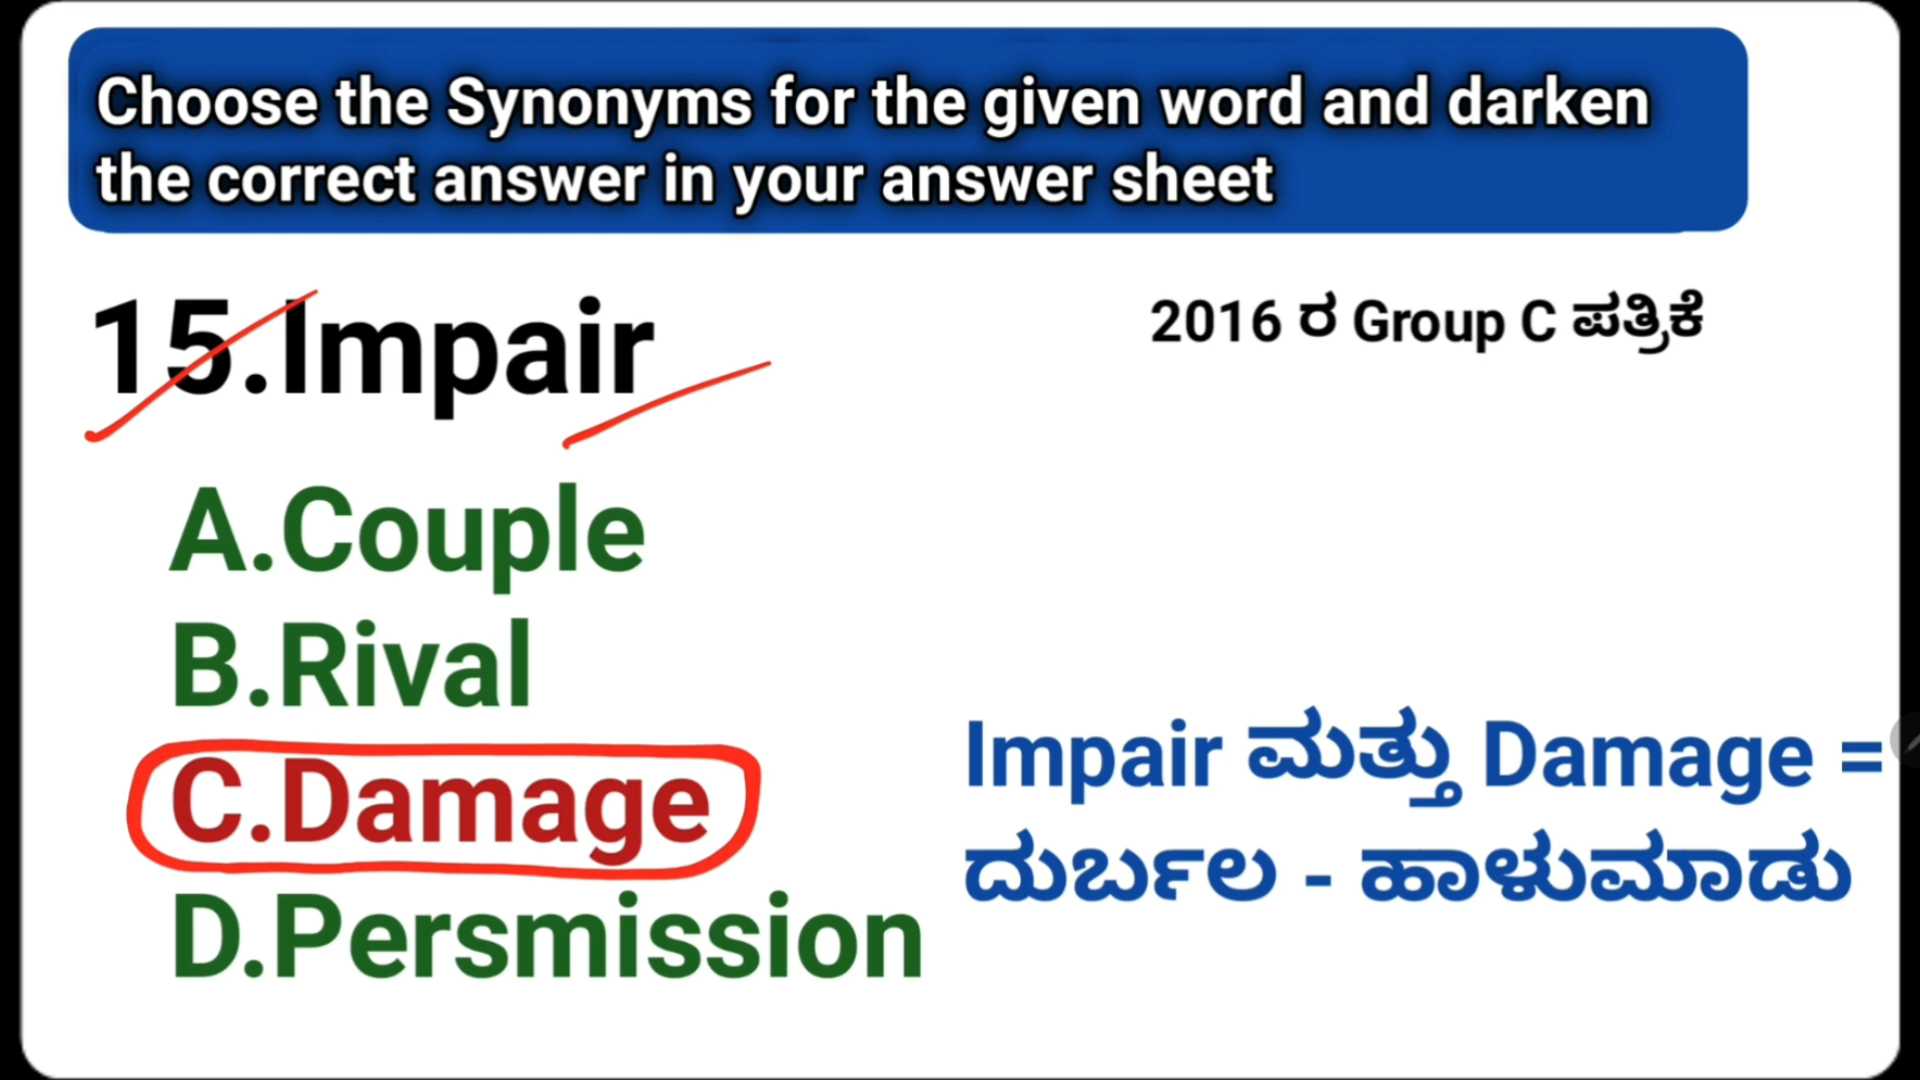 Choose the Synonyms for the given word and darken
the correct answer in your answer sheet
15.Impair
2016 ರ Group C ಪತ್ರಿಕೆ
A.Couple
B.Rival
C.Damage
D.Persmission
Impair ಮತ್ತು Damage =
ದುರ್ಬಲ - ಹಾಳುಮಾಡು